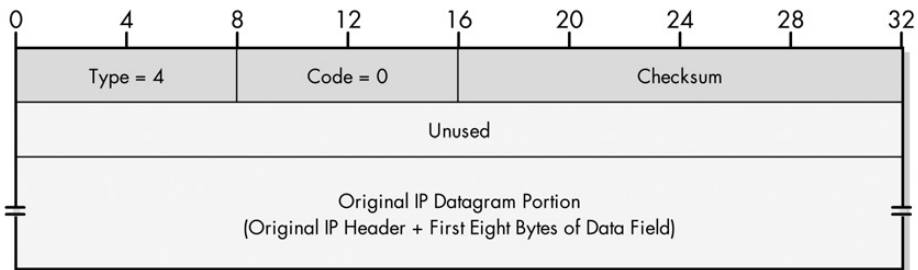 0 4 8 12 16 20 24 28 32
Type = 4 Code = 0 Checksum
Unused
Original IP Datagram Portion
(Original IP Header + First Eight Bytes of Data Field)